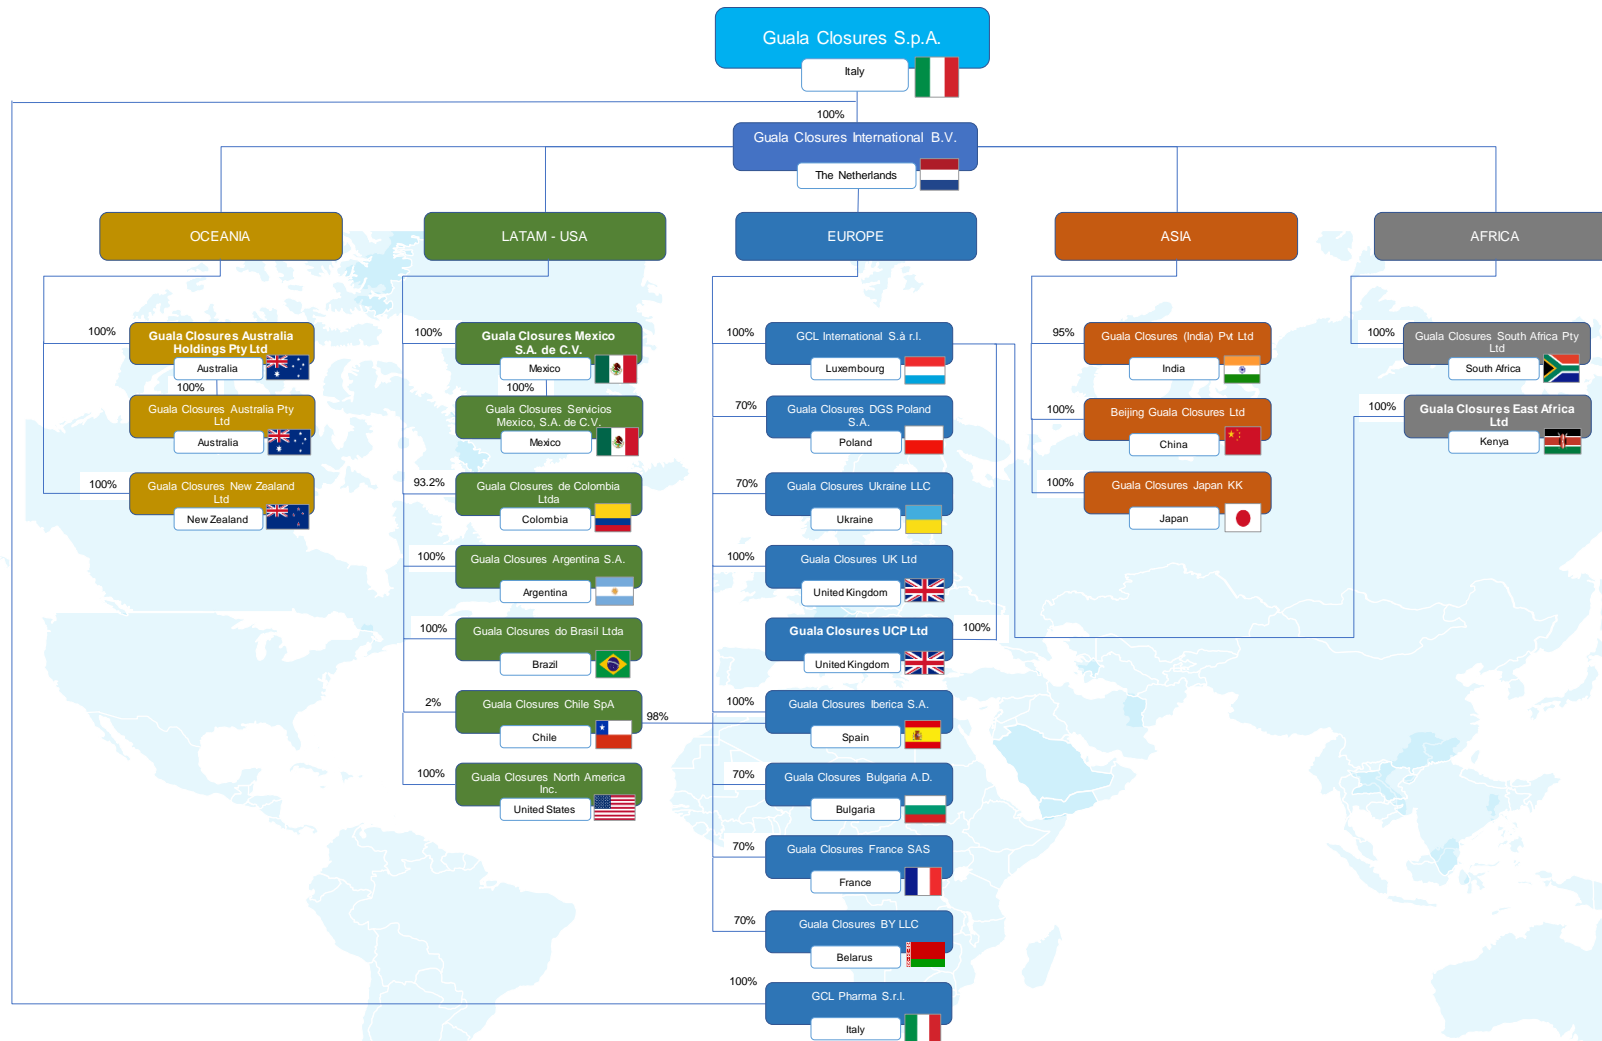 Guala Closures S.p.A.
Italy
100%
Guala Closures International B.V.
The Netherlands
OCEANIA
LATAM - USA
EUROPE
ASIA
AFRICA
100%
Guala Closures Australia
Holdings Pty Ltd
Australia
100%
Guala Closures Australia Pty
Ltd
Australia
100%
Guala Closures New Zealand
Ltd
New Zealand
100%
Guala Closures Mexico
S.A. de C.V.
Mexico
100%
Guala Closures Servicios
Mexico, S.A. de C.V.
Mexico
93.2%
Guala Closures de Colombia
Ltda
Colombia
100%
Guala Closures Argentina S.A.
Argentina
100%
Guala Closures do Brasil Ltda
Brazil
2%
Guala Closures Chile SpA
98%
Chile
100%
Guala Closures North America
Inc.
United States
100%
GCL International S.à r.l.
Luxembourg
70%
Guala Closures DGS Poland
S.A.
Poland
70%
Guala Closures Ukraine LLC
Ukraine
100%
Guala Closures UK Ltd
United Kingdom
Guala Closures UCP Ltd
100%
United Kingdom
100%
Guala Closures Iberica S.A.
Spain
70%
Guala Closures Bulgaria A.D.
Bulgaria
70%
Guala Closures France SAS
France
70%
Guala Closures BY LLC
Belarus
100%
GCL Pharma S.r.l.
Italy
95%
Guala Closures (India) Pvt Ltd
India
100%
Beijing Guala Closures Ltd
China
100%
Guala Closures Japan KK
Japan
100%
Guala Closures South Africa Pty
Ltd
South Africa
100%
Guala Closures East Africa
Ltd
Kenya